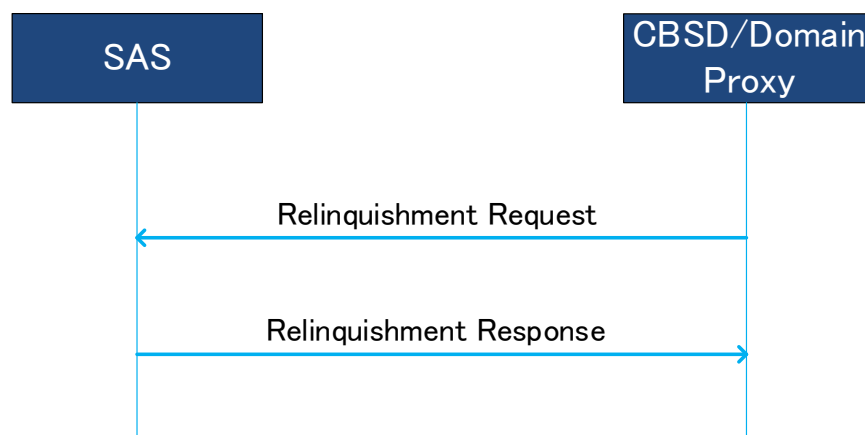 SAS
CBSD/Domain
Proxy
Relinquishment Request
Relinquishment Response